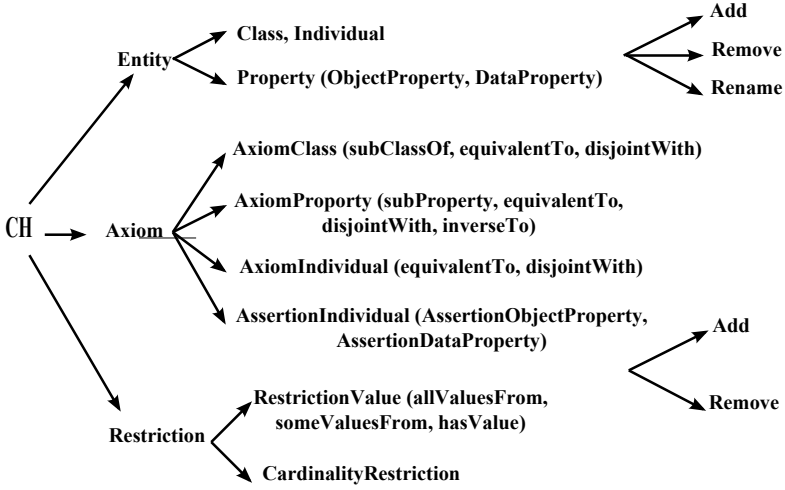 Add
Class, Individual
Entity
Remove
Property (ObjectProperty, DataProperty)
Rename
AxiomClass (subClassOf, equivalentTo, disjointWith)
AxiomProporty (subProperty, equivalentTo,
disjointWith, inverseTo)
CH
Axiom
AxiomIndividual (equivalentTo, disjointWith)
AssertionIndividual (AssertionObjectProperty,
AssertionDataProperty)
Add
RestrictionValue (allValuesFrom,
someValuesFrom, hasValue)
Remove
Restriction
CardinalityRestriction